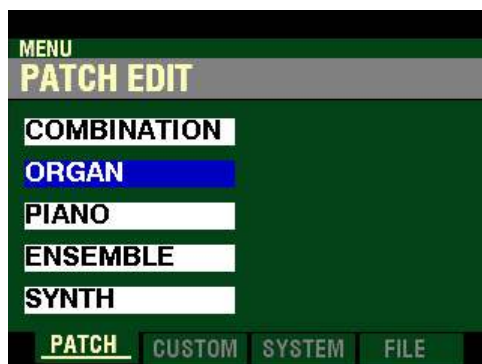 MENU
PATCH EDIT
COMBINATION
ORGAN
PIANO
ENSEMBLE
SYNTH
PATCH CUSTOM SYSTEM FILE